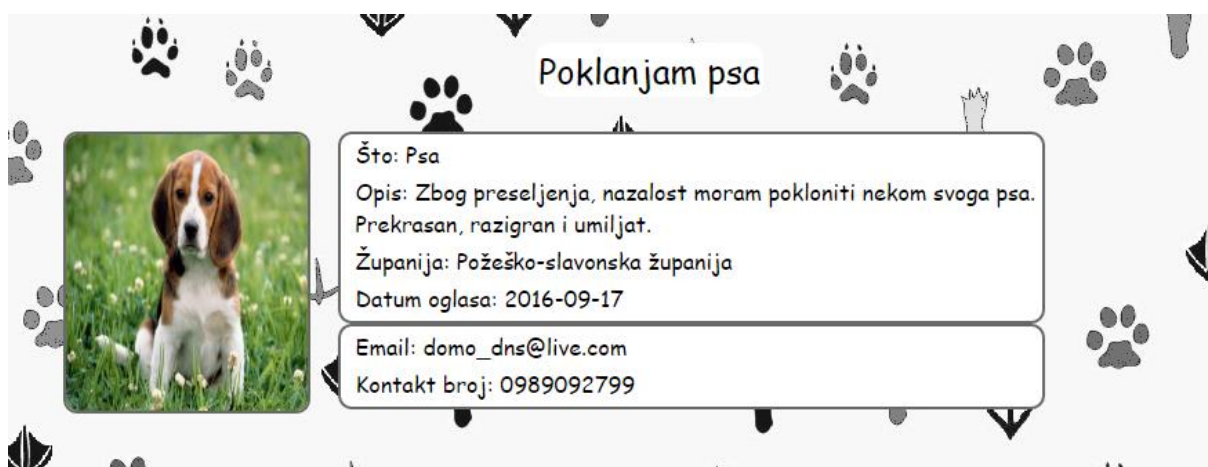 Poklanjam psa
Što: Psa
Opis: Zbog preseljenja, nazalost moram pokloniti nekom svoga psa.
Prekrasan, razigran i umiljat.
Županija: Požeško-slavonska županija
Datum oglasa: 2016-09-17
Email: domo_dns@live.com
Kontakt broj: 0989092799